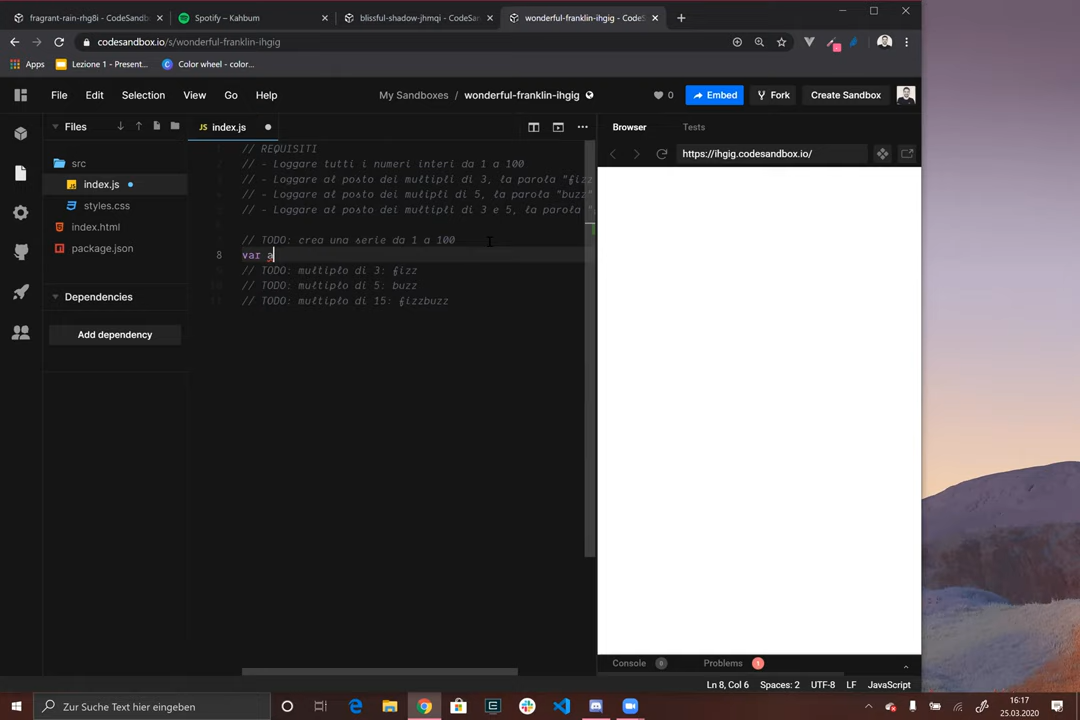 fragrant-rain-rhg8i - CodeSandb
Spotify – Kahbum
blissful-shadow-jhmqi - CodeSan
wonderful-franklin-ihgig - CodeS
codesandbox.io/s/wonderful-franklin-ihgig
Apps
Lezione 1 - Present...
Color wheel - color...
File Edit Selection View Go Help
My Sandboxes / wonderful-franklin-ihgig
0
Embed
Fork
Create Sandbox
Files
JS index.js
Browser
Tests
https://ihgig.codesandbox.io/
src
index.js
styles.css
index.html
package.json
Dependencies
Add dependency
// REQUISITI
// - Loggare tutti i numeri interi da 1 a 100
// - Loggare al posto dei multipli di 3, la parola "fiz
// - Loggare al posto dei mulipli di 5, la parola "buzz
// - Loggare al posto dei multipli di 3 e 5, la parola "
// TODO: crea una serie da 1 a 100
8 var a
// TODO: multiplo di 3: fizz
// TODO: multiplo di 5: buzz
// TODO: multiplo di 15: fizzbuzz
Console 0 Problems 1
Ln 8, Col 6 Spaces: 2 UTF-8 LF JavaScript
Zur Suche Text hier eingeben
16:17
25.03.2020